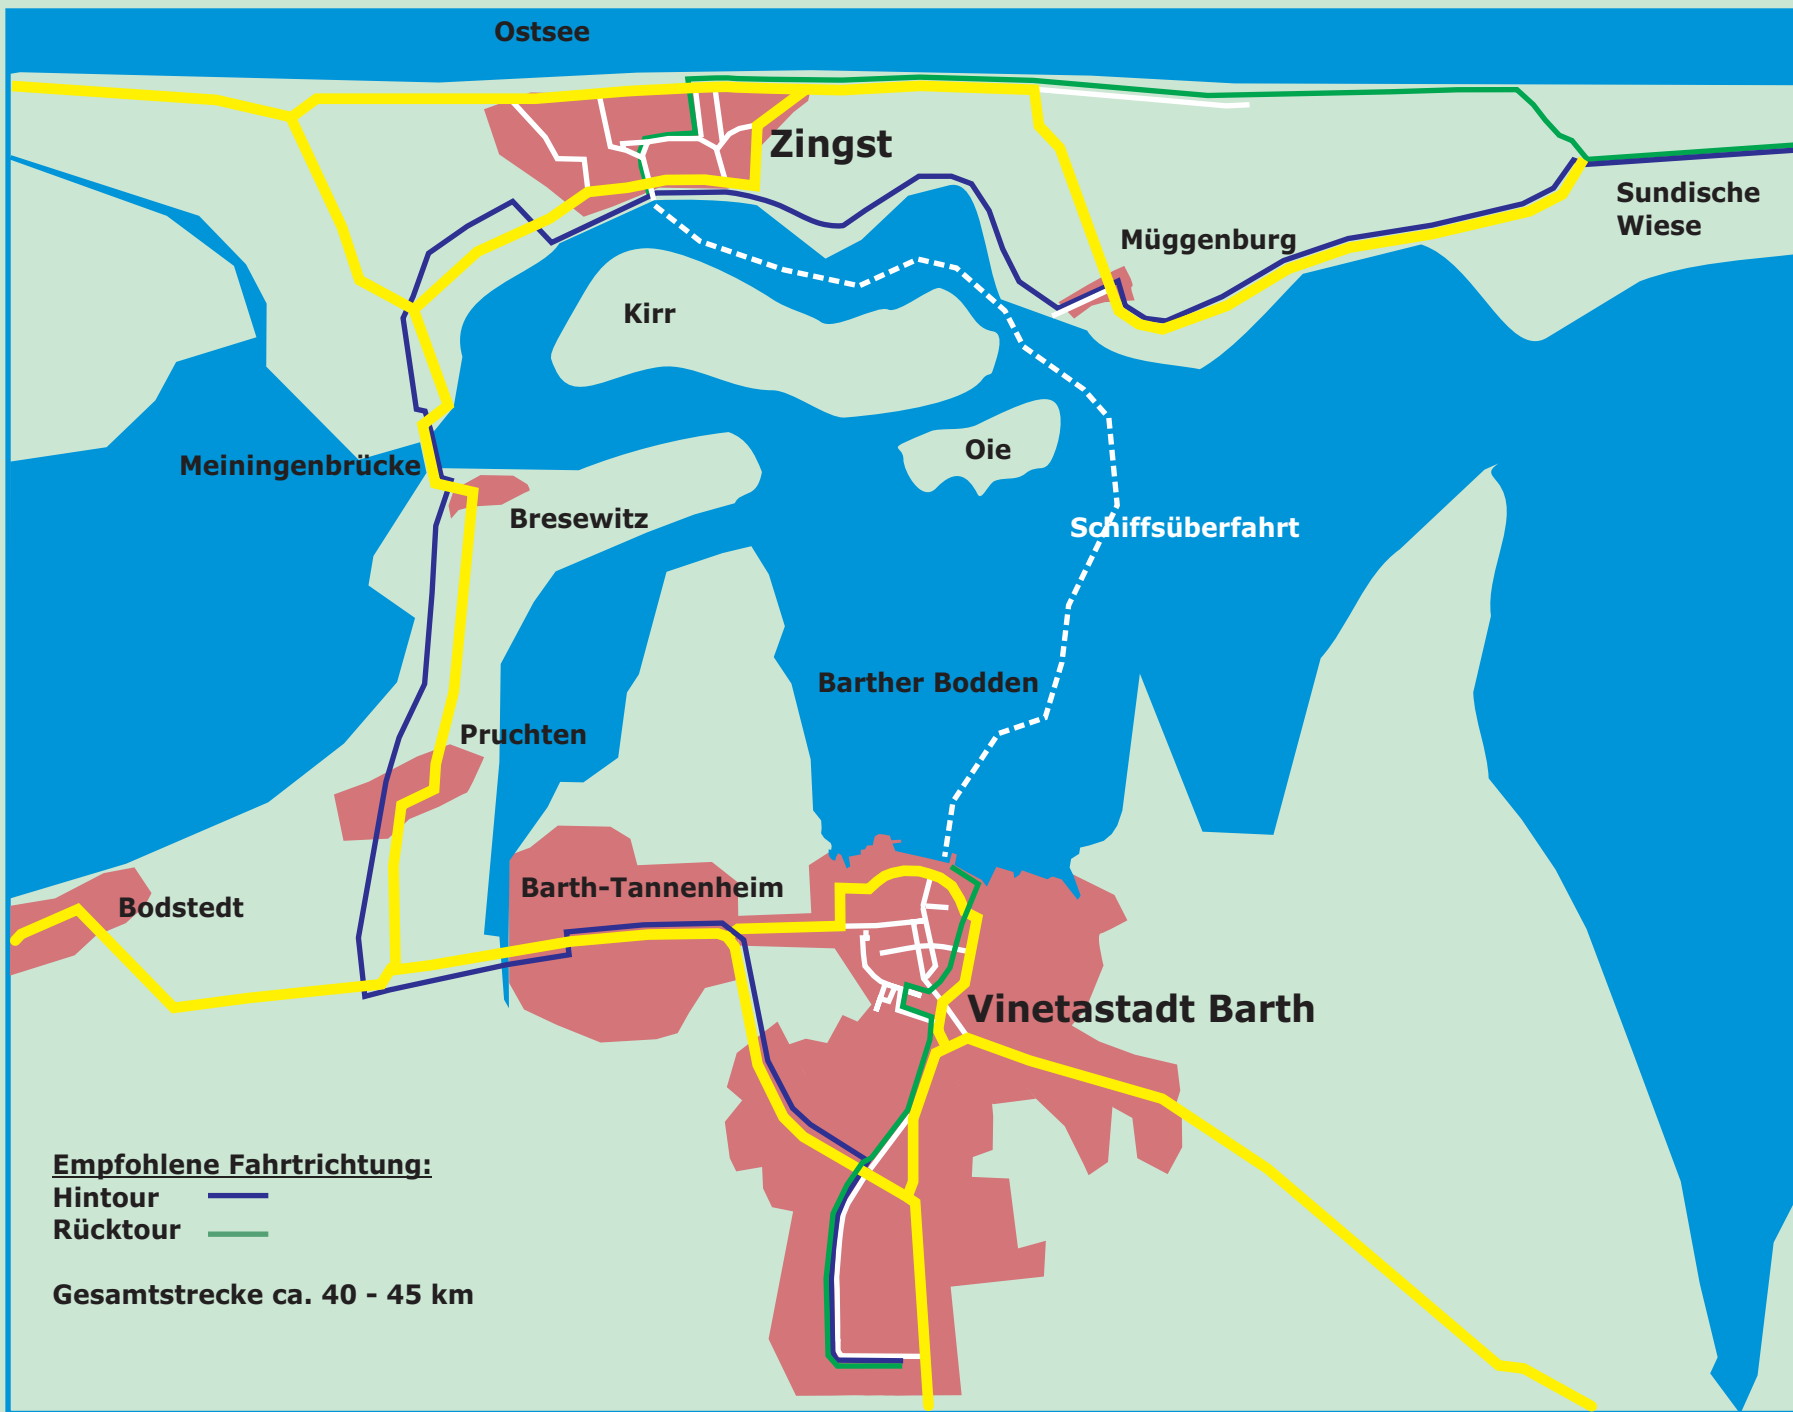 Ostsee
Zingst
Sundische
Wiese
Müggenburg
Kirr
Oie
Meiningenbrücke
Bresewitz
Schiffsüberfahrt
Barther Bodden
Pruchten
Barth-Tannenheim
Bodstedt
Vinetastadt Barth
Empfohlene Fahrtrichtung:
Hintour
Rücktour
Gesamtstrecke ca. 40 - 45 km